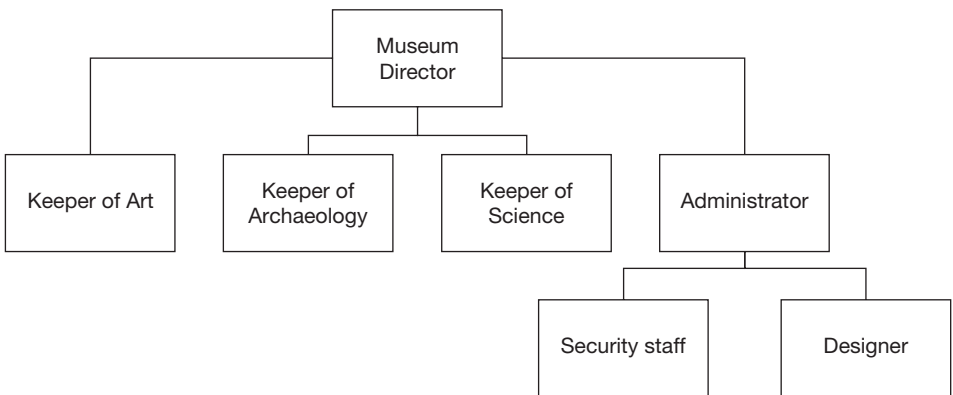 Museum
Director
Keeper of Art
Keeper of
Archaeology
Keeper of
Science
Administrator
Security staff
Designer